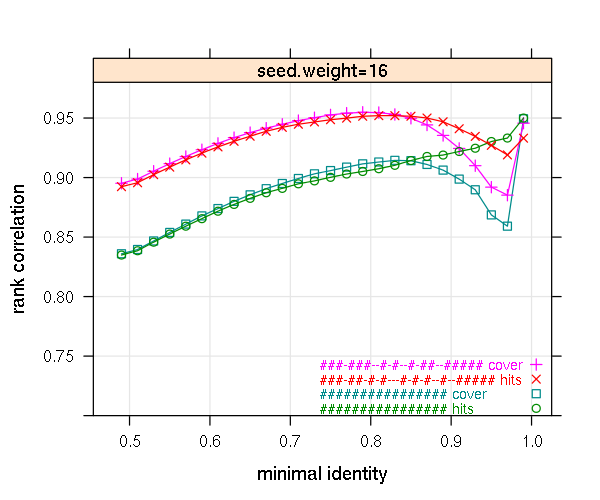 seed.weight=16
rank correlation
0.95
0.90
0.85
0.80
0.75
cover
hits
################ cover
################ hits
0.5 0.6 0.7 0.8 0.9 1.0
minimal identity